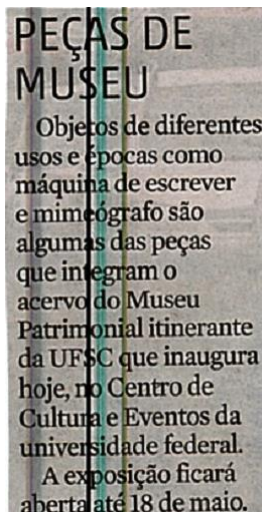 PEÇAS DE
MUSEU
Objetos de diferentes
usos e épocas como
máquina de escrever
e mimeógrafo são
algumas das peças
que integram o
acervo do Museu
Patrimonial itinerante
da UFSC que inaugura
hoje, no Centro de
Cultura e Eventos da
universidade federal.
A exposição ficará
aberta até 18 de maio.